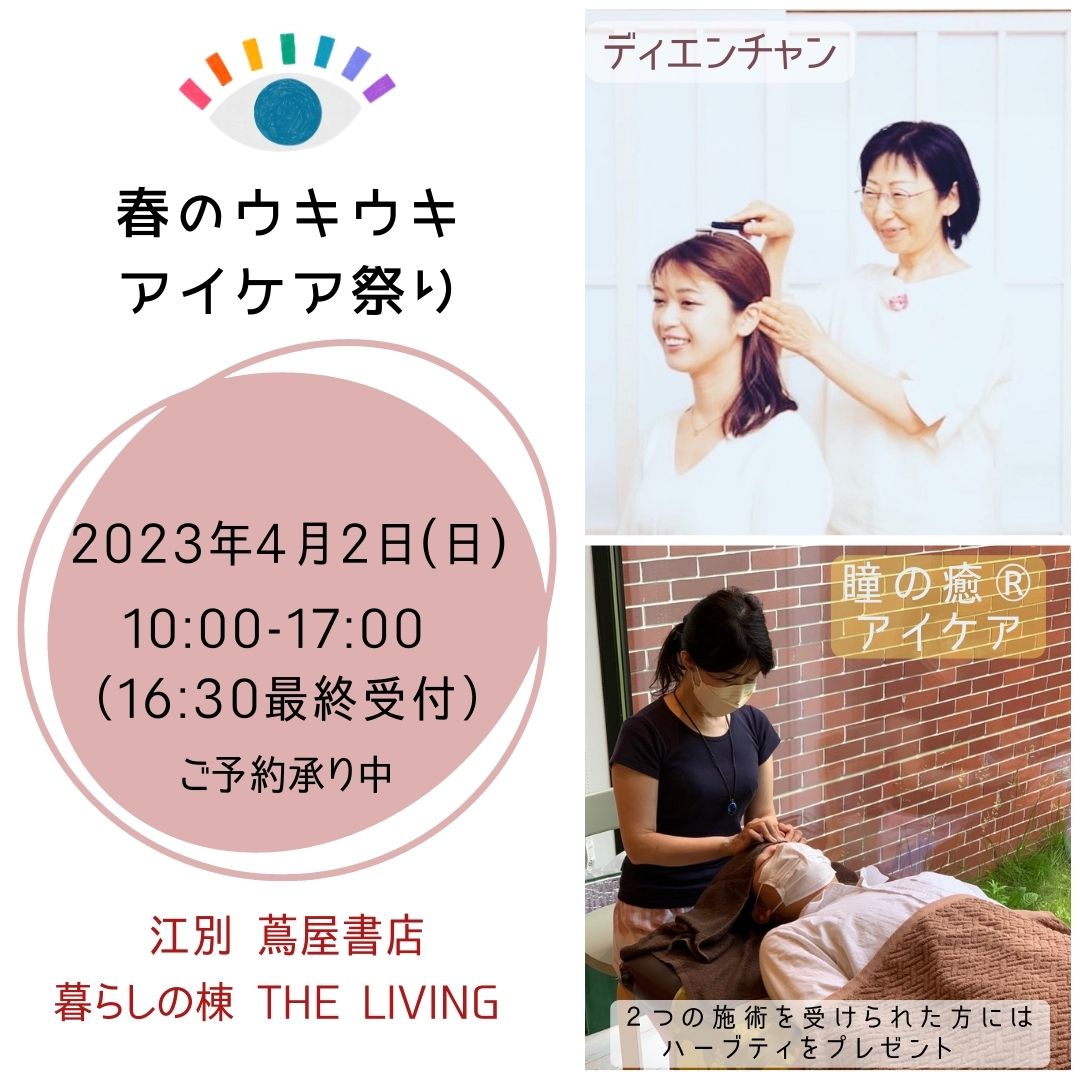 春のウキウキ
アイケア祭り
2023年4月2日(日)
10:00-17:00
(16:30最終受付)
ご予約承り中
江別 蔦屋書店
暮らしの棟 THE LIVING
ディエンチャン
瞳の癒®
アイケア
2つの施術を受けられた方には
ハーブティをプレゼント